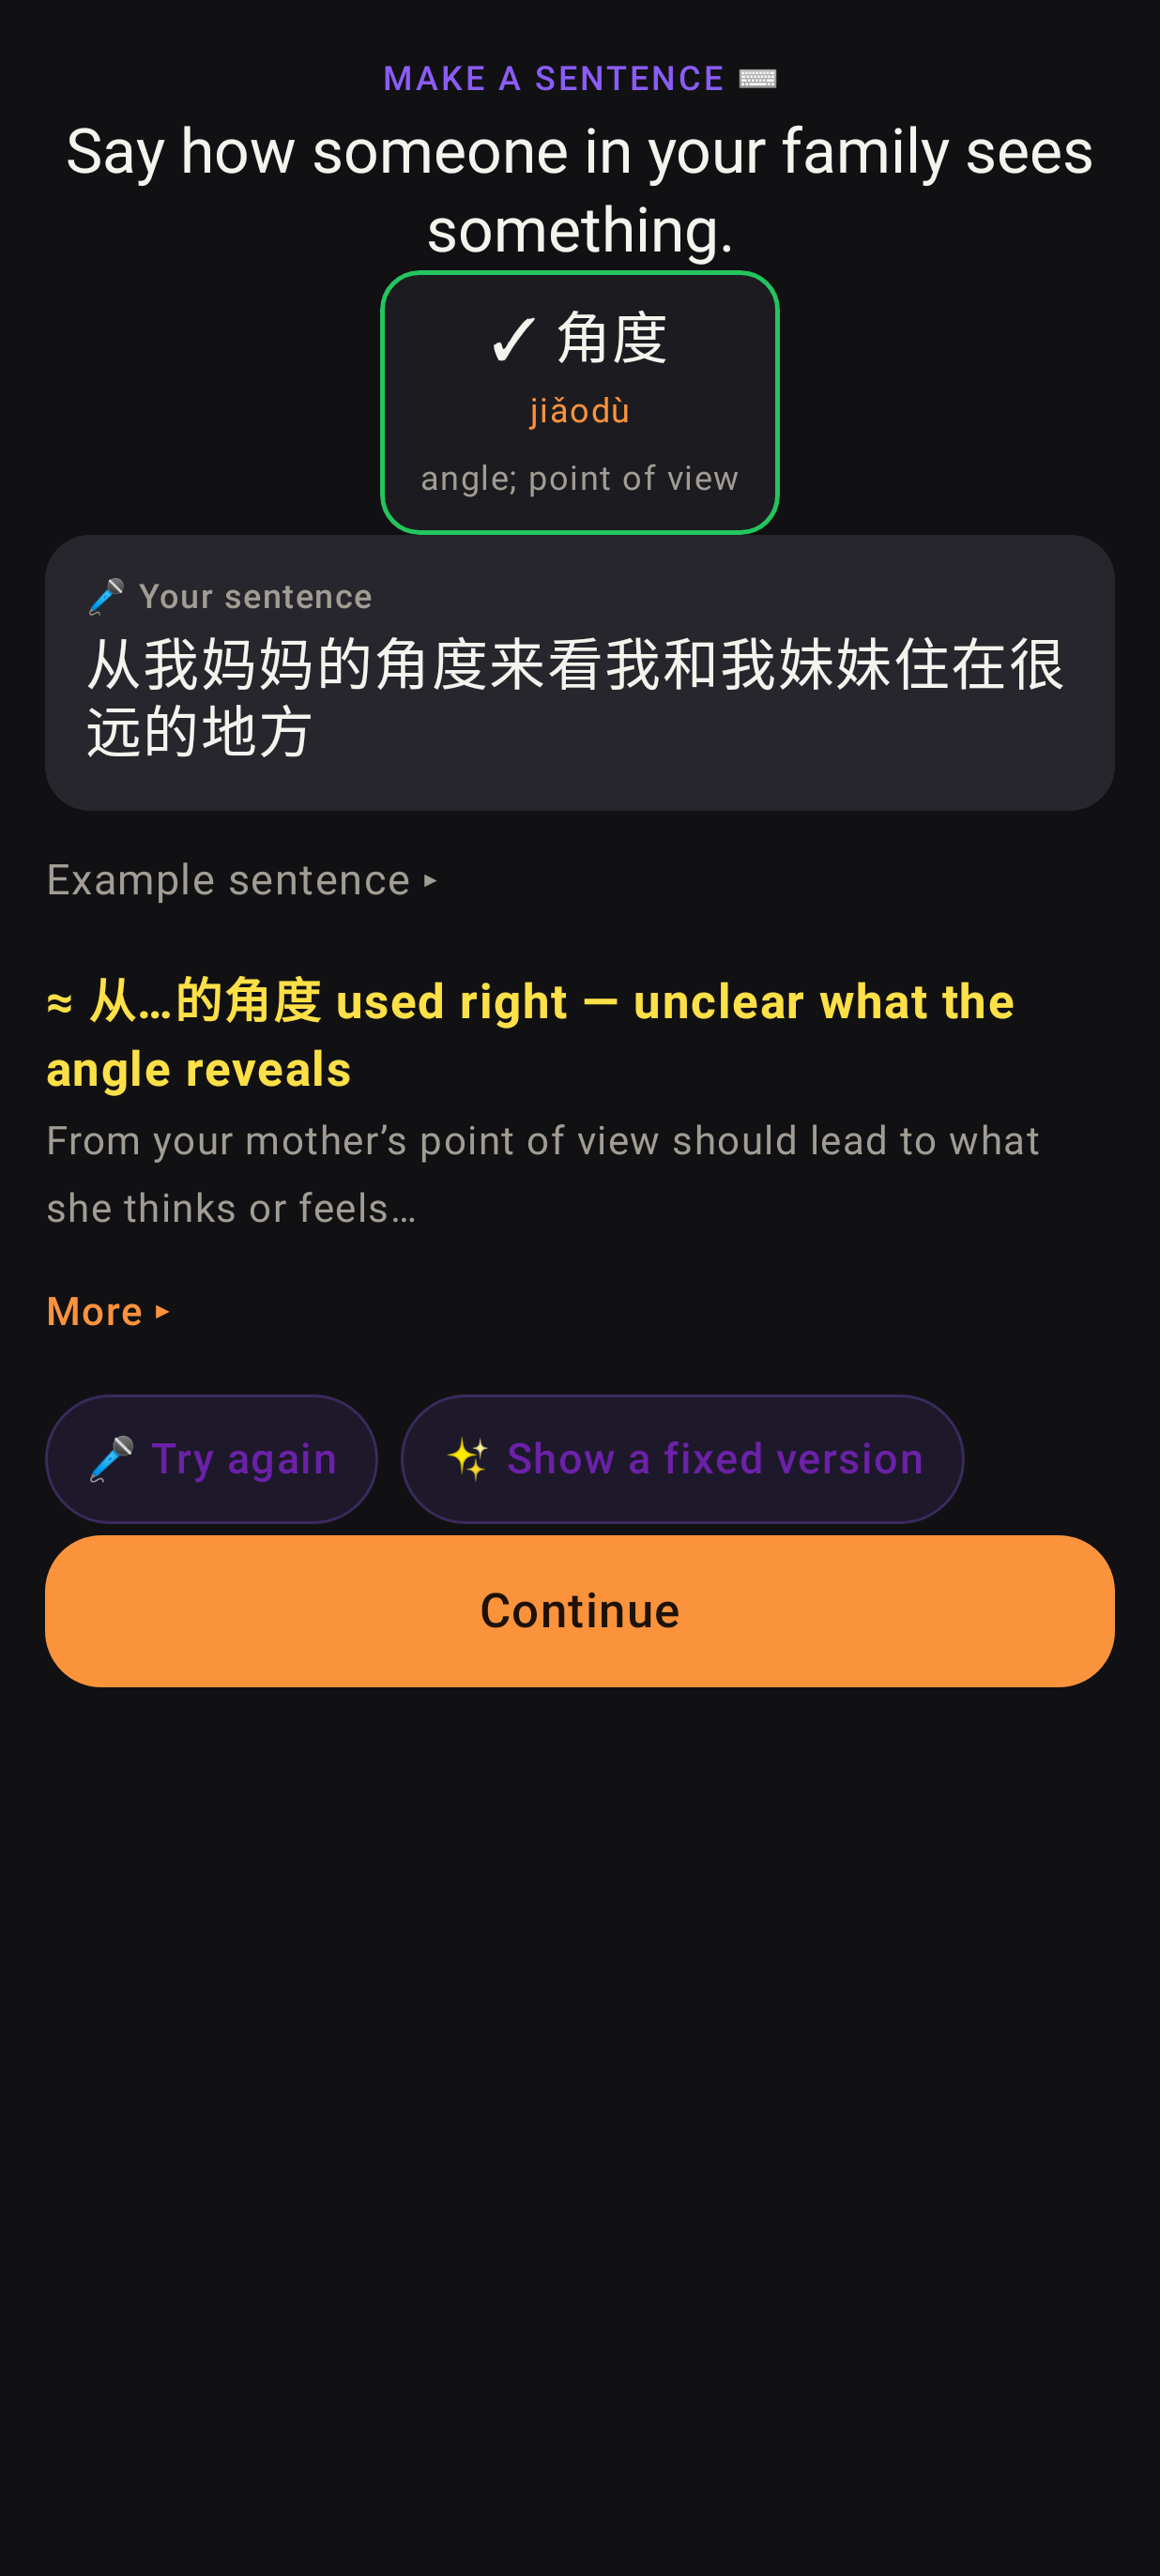 MAKE A SENTENCE ⌨️
Say how someone in your family sees
something.
✓ 角度
jiǎodù
angle; point of view
🎤 Your sentence
从我妈妈的角度来看我和我妹妹住在很
远的地方
Example sentence ▸
≈ 从…的角度 used right — unclear what the
angle reveals
From your mother’s point of view should lead to what
she thinks or feels…
More ▸
🎤 Try again
✨ Show a fixed version
Continue